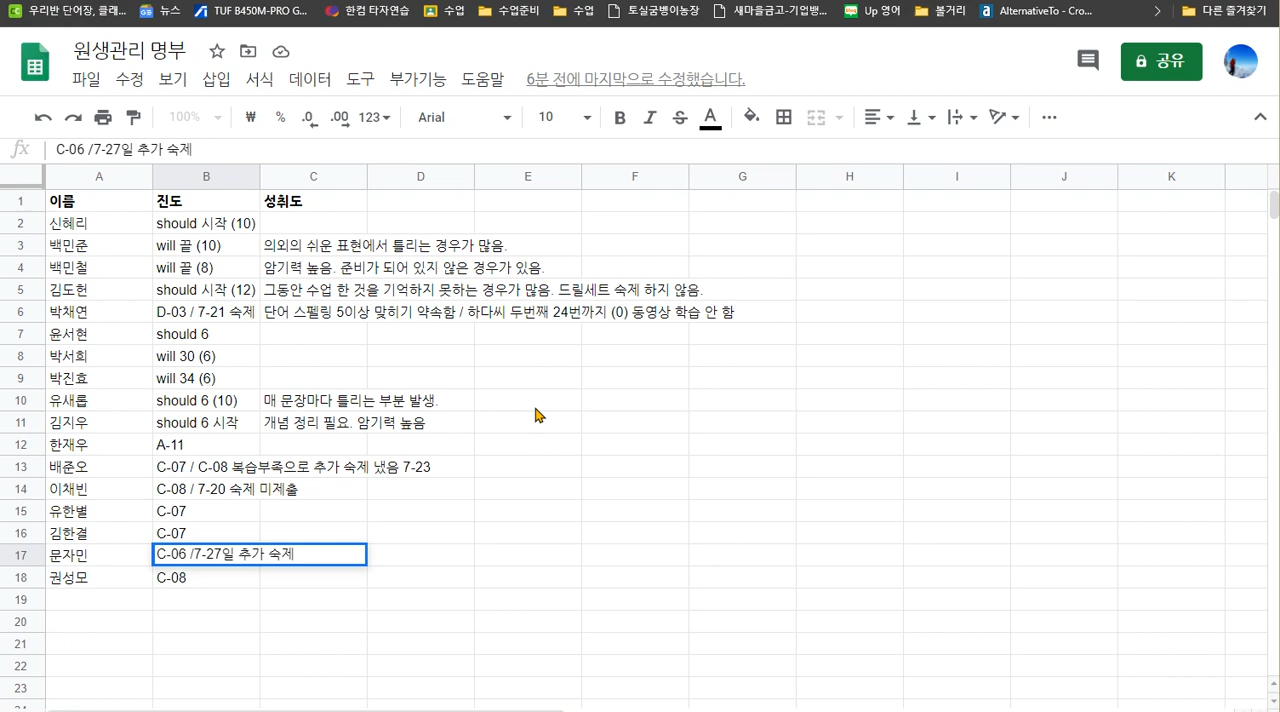 우리반 단어장, 클래... 뉴스 TUF B450M-PRO G... 한컴 타자연습 수업 수업준비 수업 토실궁뱅이농장 새마을금고-기업뱅... Up 영어 볼거리 AlternativeTo - Cro... 다른 즐겨찾기
원생관리 명부
파일 수정 보기 삽입 서식 데이터 도구 부가기능 도움말 6분 전에 마지막으로 수정했습니다.
공유
100% ₩ % .0 .00 123 Arial 10 B I S A
fx C-06 /7-27일 추가 숙제
A B C D E F G H I J K
1 이름 진도 성취도
2 신혜리 should 시작 (10)
3 백민준 will 끝 (10) 의외의 쉬운 표현에서 틀리는 경우가 많음.
4 백민철 will 끝 (8) 암기력 높음. 준비가 되어 있지 않은 경우가 있음.
5 김도헌 should 시작 (12) 그동안 수업 한 것을 기억하지 못하는 경우가 많음. 드릴세트 숙제 하지 않음.
6 박채연 D-03 / 7-21 숙제 단어 스펠링 5이상 맞히기 약속함 / 하다씨 두번째 24번까지 (0) 동영상 학습 안 함
7 윤서현 should 6
8 박서희 will 30 (6)
9 박진효 will 34 (6)
10 유새롭 should 6 (10) 매 문장마다 틀리는 부분 발생.
11 김지우 should 6 시작 개념 정리 필요. 암기력 높음
12 한재우 A-11
13 배준오 C-07 / C-08 복습부족으로 추가 숙제 냈음 7-23
14 이채빈 C-08 / 7-20 숙제 미제출
15 유한별 C-07
16 김한결 C-07
17 문자민 C-06 /7-27일 추가 숙제
18 권성모 C-08
19
20
21
22
23